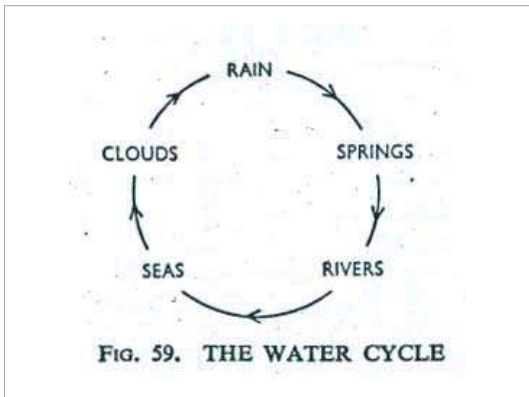 RAIN
CLOUDS
SPRINGS
SEAS
RIVERS
FIG. 59. THE WATER CYCLE